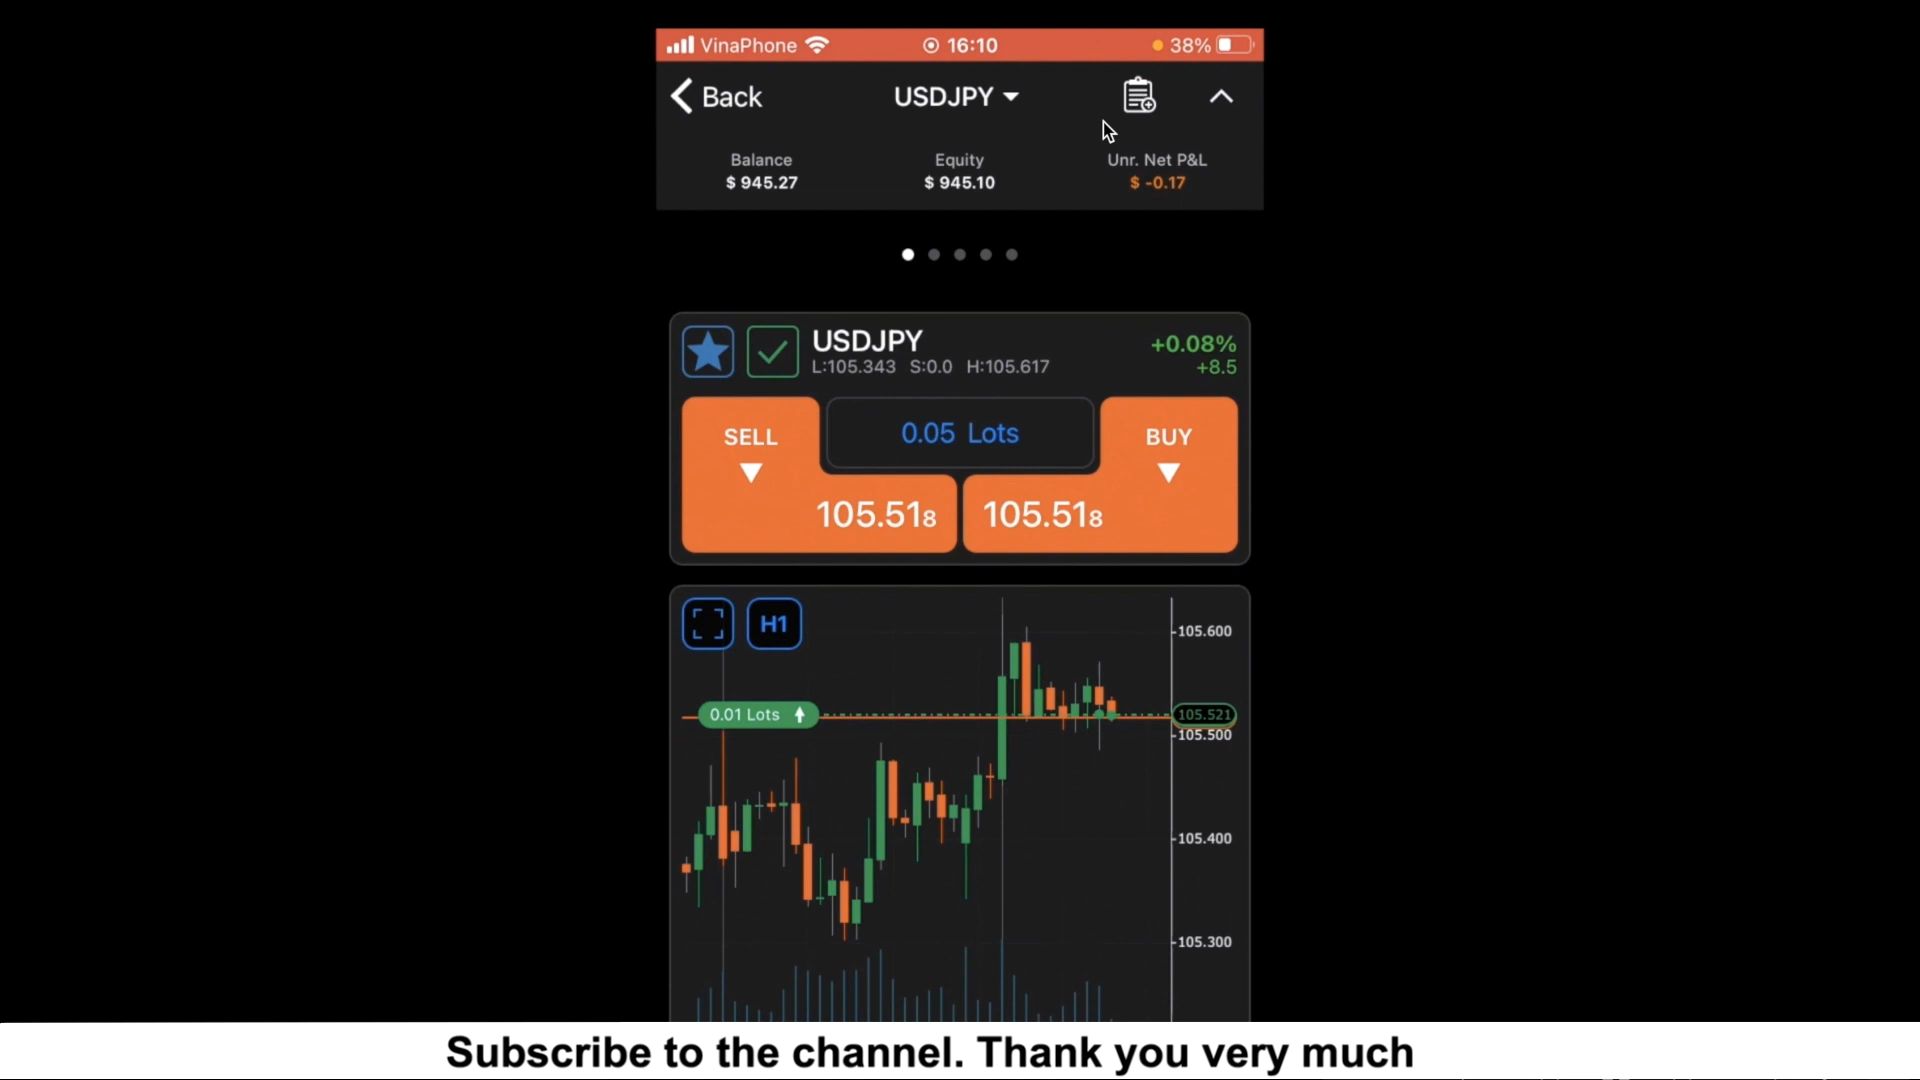 VinaPhone 16:10 38%
Back USDJPY
Balance Equity Unr. Net P&L
$ 945.27 $ 945.10 $ -0.17
USDJPY +0.08%
L:105.343 S:0.0 H:105.617 +8.5
SELL 0.05 Lots BUY
105.518 105.518
H1
105.600
0.01 Lots 105.521
105.500
105.400
105.300
Subscribe to the channel. Thank you very much